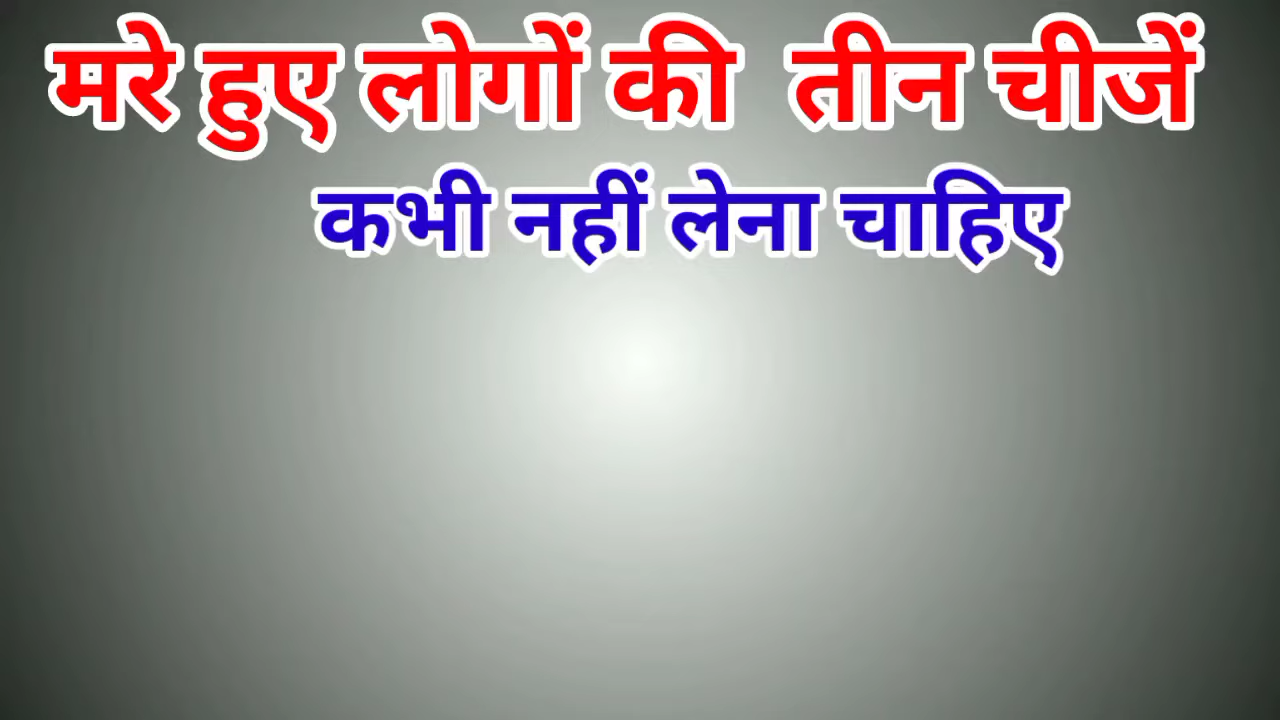 मरे हुए लोगों की तीन चीजें
कभी नहीं लेना चाहिए